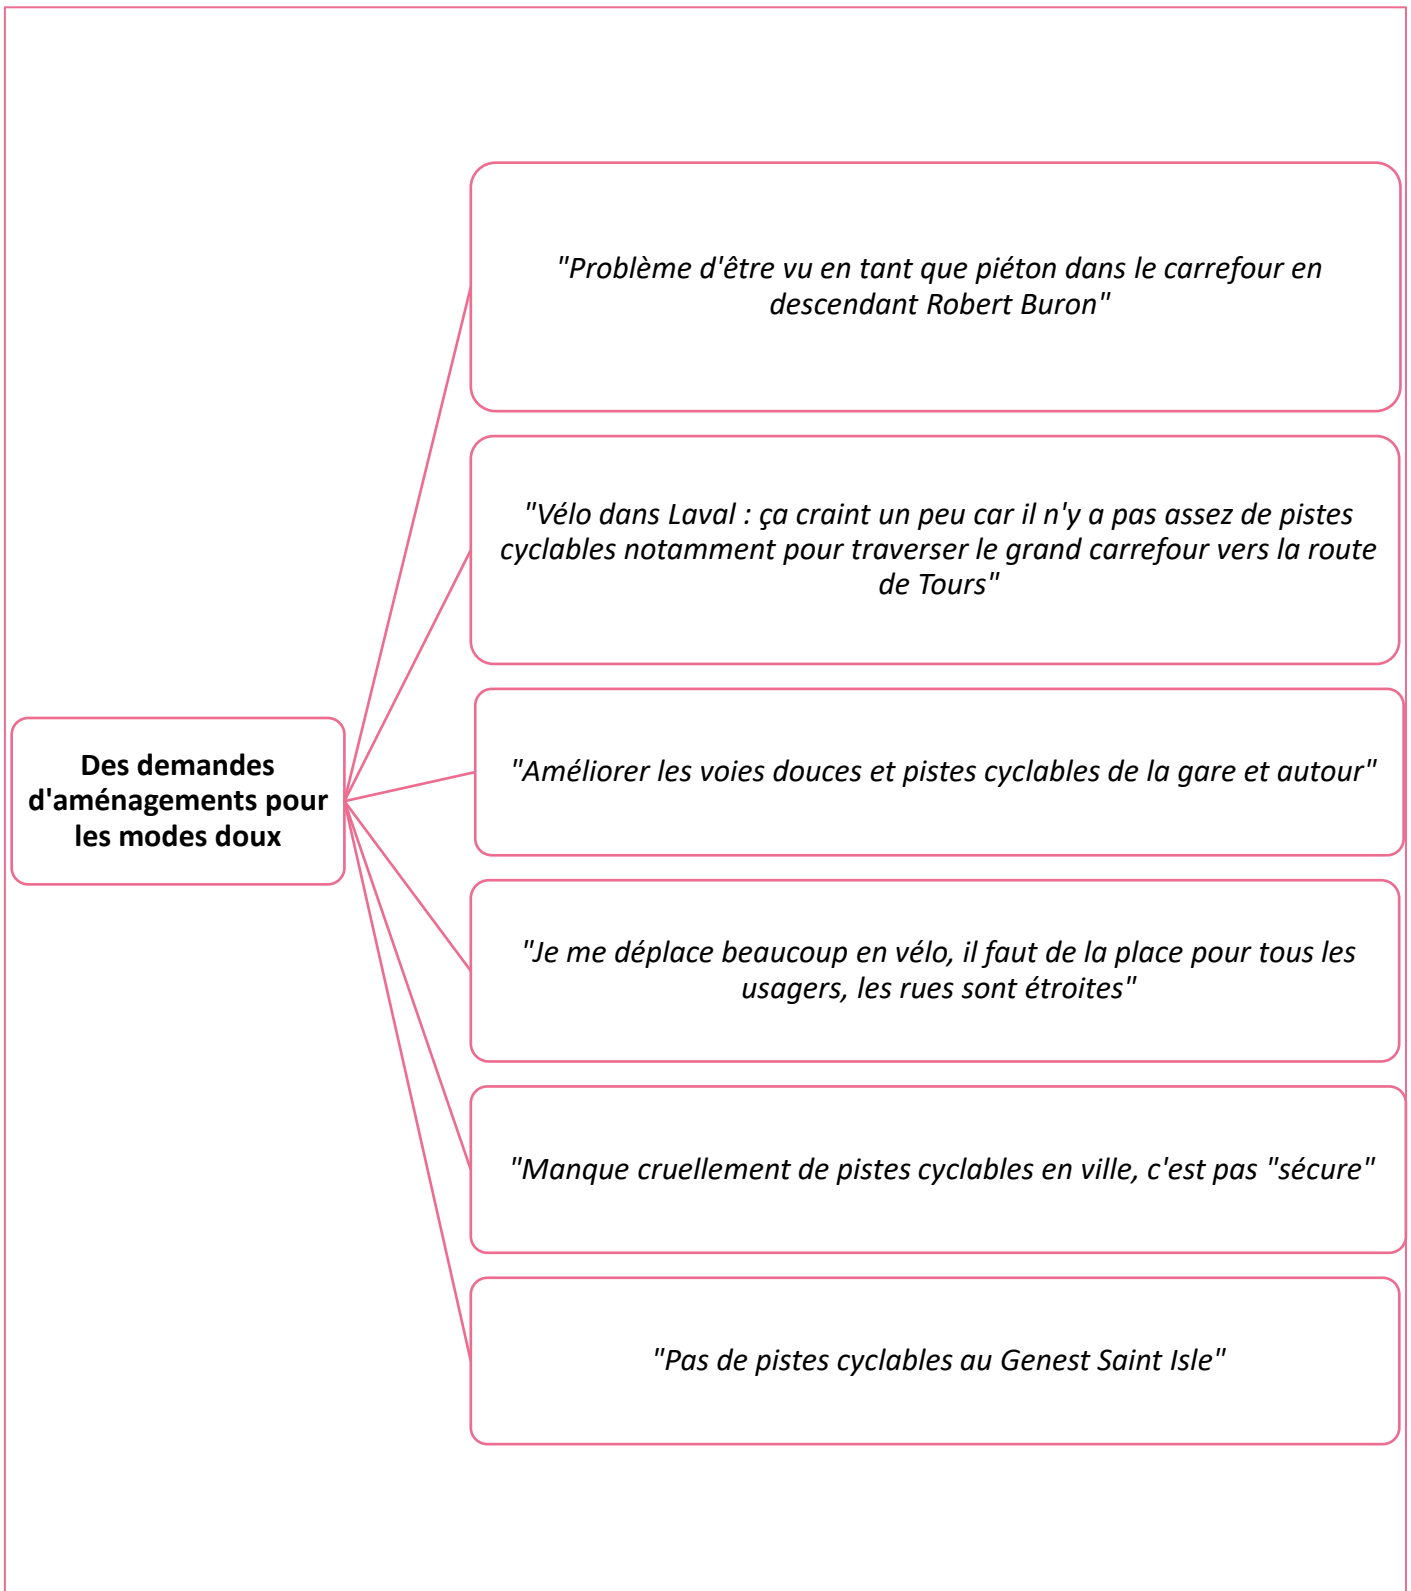 "Problème d'être vu en tant que piéton dans le carrefour en
descendant Robert Buron"
"Vélo dans Laval : ça craint un peu car il n'y a pas assez de pistes
cyclables notamment pour traverser le grand carrefour vers la route
de Tours"
Des demandes
d'aménagements pour
les modes doux
"Améliorer les voies douces et pistes cyclables de la gare et autour"
"Je me déplace beaucoup en vélo, il faut de la place pour tous les
usagers, les rues sont étroites"
"Manque cruellement de pistes cyclables en ville, c'est pas "sécure"
"Pas de pistes cyclables au Genest Saint Isle"